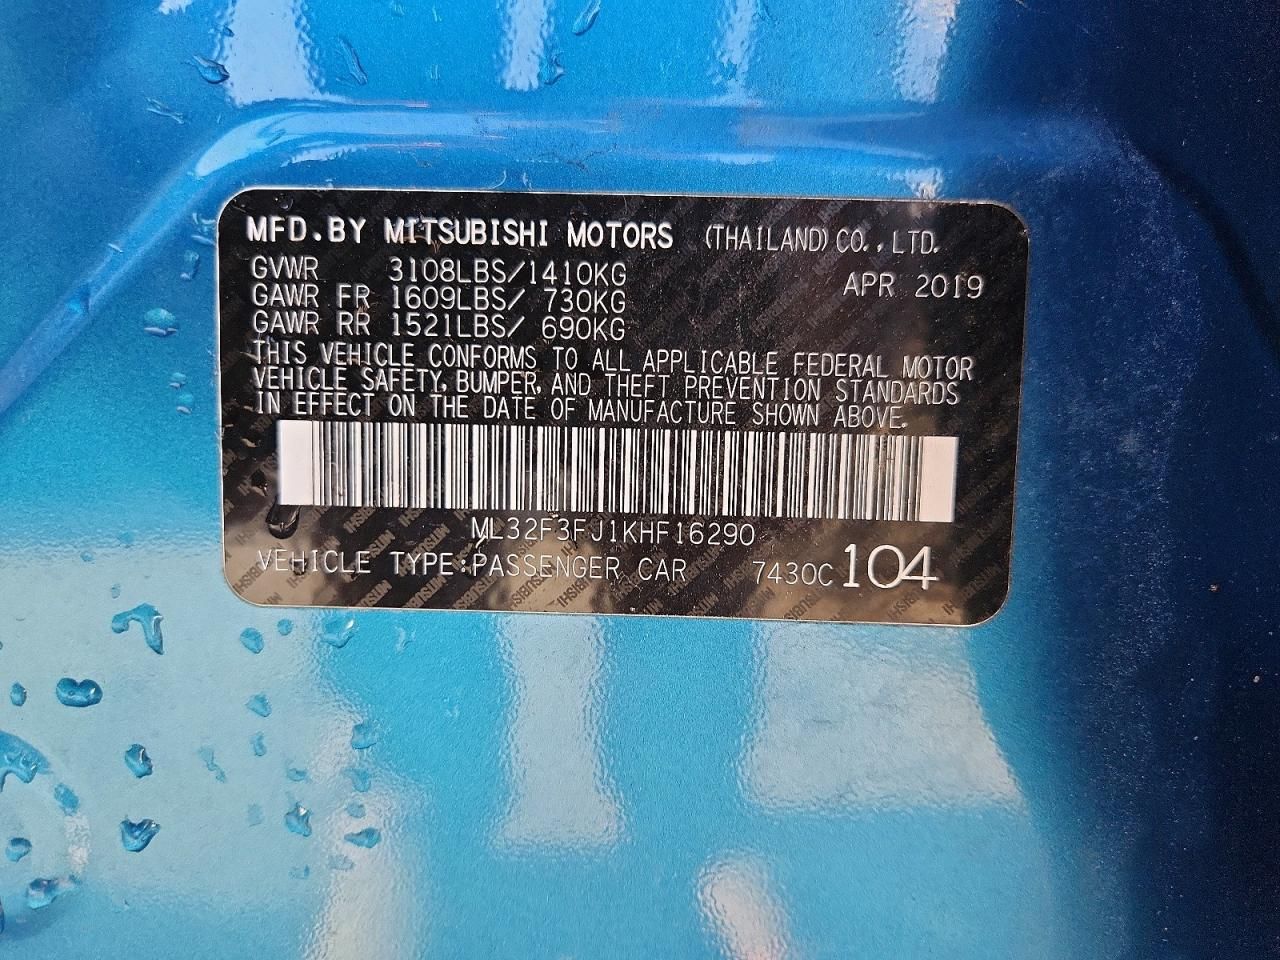 MFD.BY MITSUBISHI MOTORS (THAILAND) CO.,LTD.
GVWR 3108LBS/1410KG APR 2019
GAWR FR 1609LBS/ 730KG
GAWR RR 1521LBS/ 690KG
THIS VEHICLE CONFORMS TO ALL APPLICABLE FEDERAL MOTOR
VEHICLE SAFETY, BUMPER, AND THEFT PREVENTION STANDARDS
IN EFFECT ON THE DATE OF MANUFACTURE SHOWN ABOVE.
ML32F3FJ1KHF16290
VEHICLE TYPE:PASSENGER CAR 7430C 104